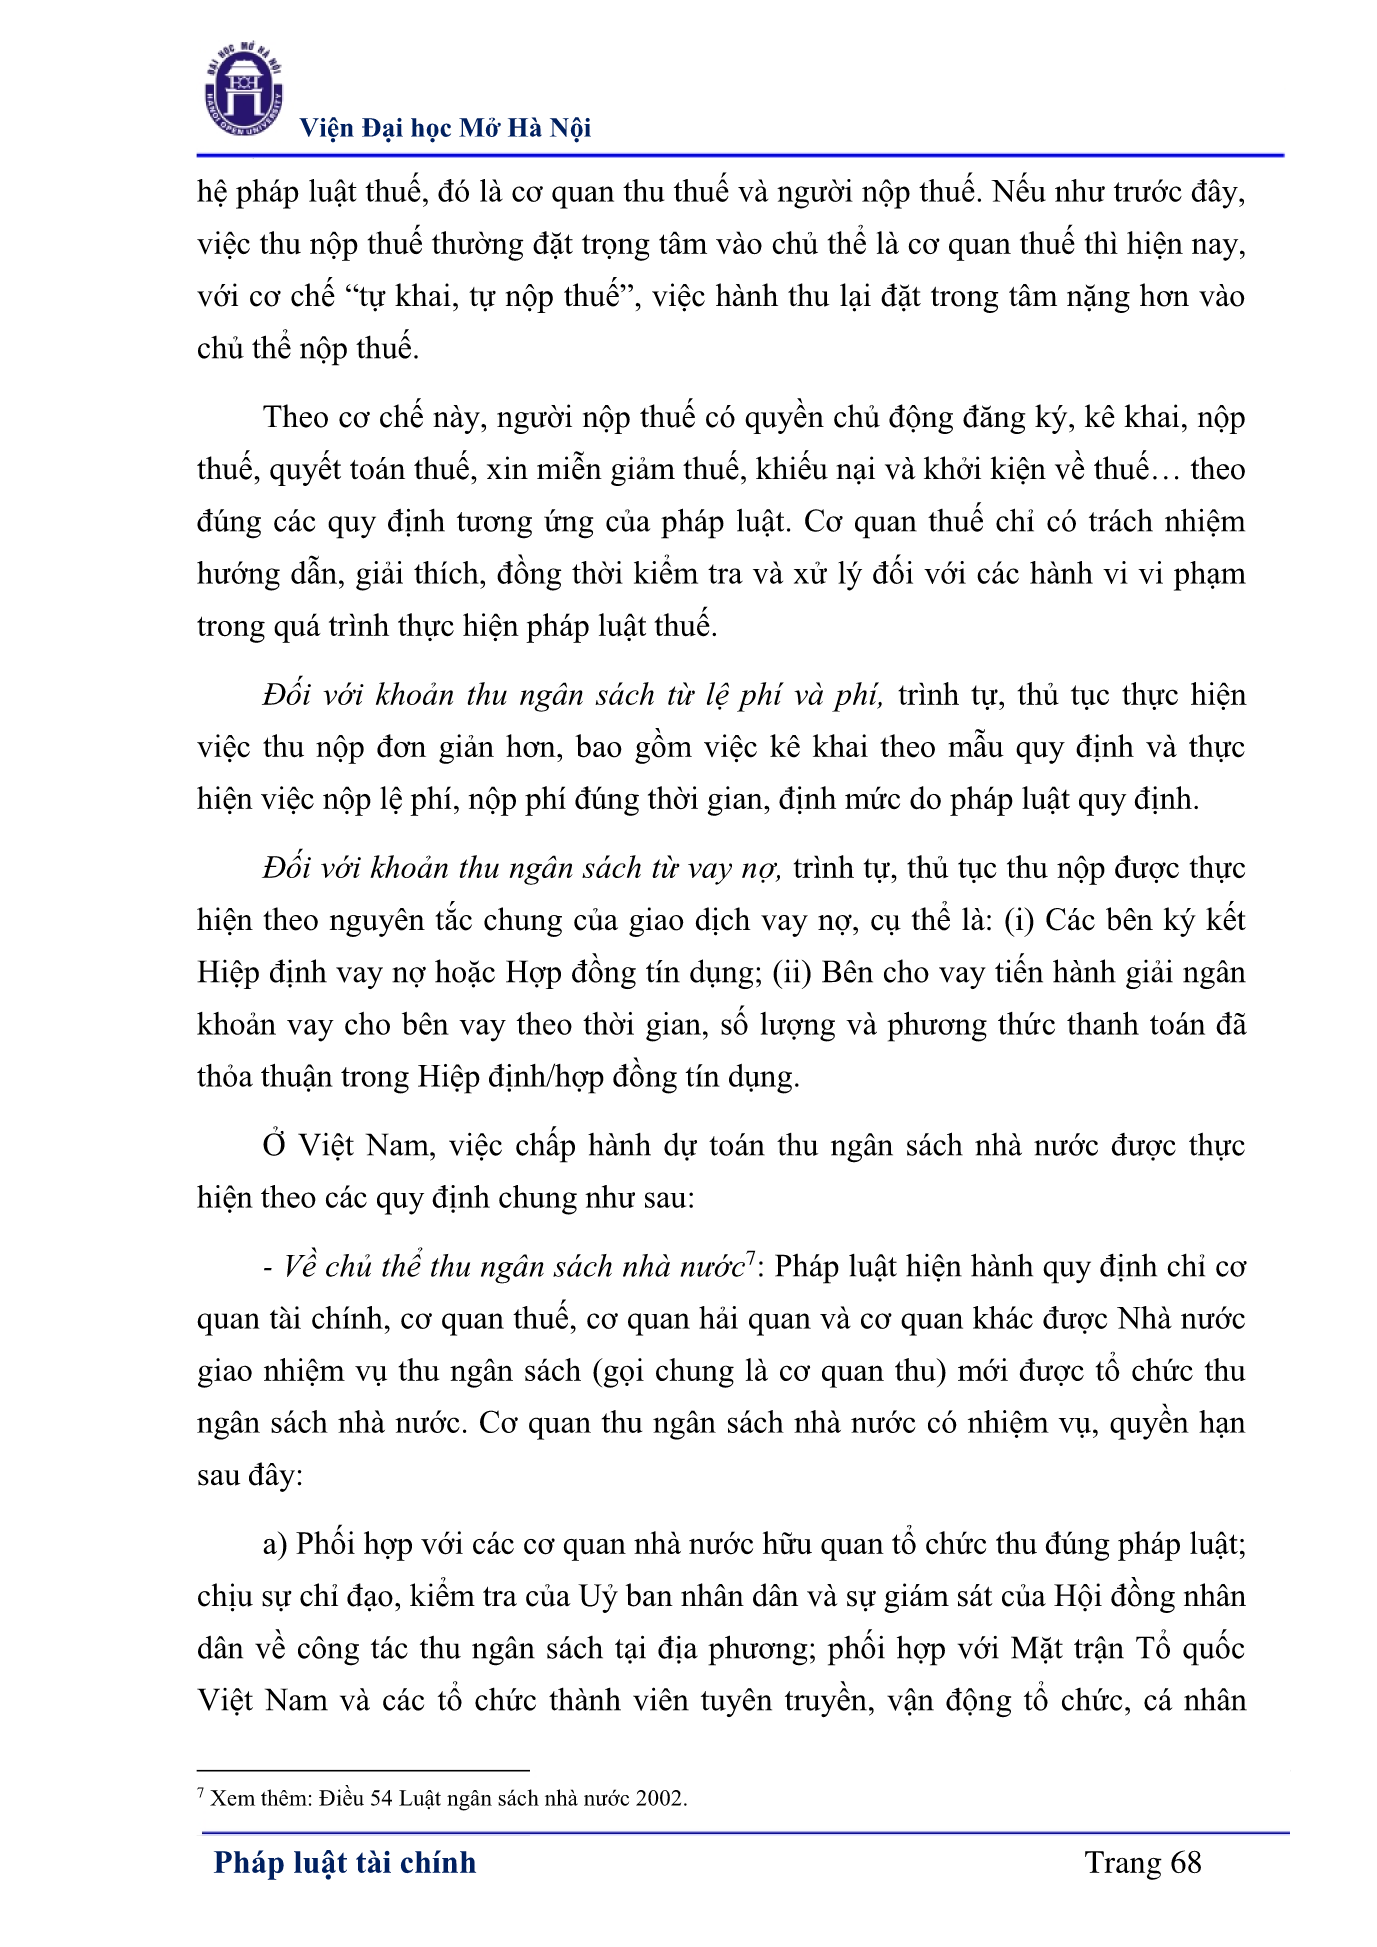 ĐẠI HỌC MỞ HÀ NỘI
HANOI OPEN UNIVERSITY
Viện Đại học Mở Hà Nội
hệ pháp luật thuế, đó là cơ quan thu thuế và người nộp thuế. Nếu như trước đây,
việc thu nộp thuế thường đặt trọng tâm vào chủ thể là cơ quan thuế thì hiện nay,
với cơ chế “tự khai, tự nộp thuế”, việc hành thu lại đặt trong tâm nặng hơn vào
chủ thể nộp thuế.
Theo cơ chế này, người nộp thuế có quyền chủ động đăng ký, kê khai, nộp
thuế, quyết toán thuế, xin miễn giảm thuế, khiếu nại và khởi kiện về thuế… theo
đúng các quy định tương ứng của pháp luật. Cơ quan thuế chỉ có trách nhiệm
hướng dẫn, giải thích, đồng thời kiểm tra và xử lý đối với các hành vi vi phạm
trong quá trình thực hiện pháp luật thuế.
Đối với khoản thu ngân sách từ lệ phí và phí, trình tự, thủ tục thực hiện
việc thu nộp đơn giản hơn, bao gồm việc kê khai theo mẫu quy định và thực
hiện việc nộp lệ phí, nộp phí đúng thời gian, định mức do pháp luật quy định.
Đối với khoản thu ngân sách từ vay nợ, trình tự, thủ tục thu nộp được thực
hiện theo nguyên tắc chung của giao dịch vay nợ, cụ thể là: (i) Các bên ký kết
Hiệp định vay nợ hoặc Hợp đồng tín dụng; (ii) Bên cho vay tiến hành giải ngân
khoản vay cho bên vay theo thời gian, số lượng và phương thức thanh toán đã
thỏa thuận trong Hiệp định/hợp đồng tín dụng.
Ở Việt Nam, việc chấp hành dự toán thu ngân sách nhà nước được thực
hiện theo các quy định chung như sau:
- Về chủ thể thu ngân sách nhà nước7: Pháp luật hiện hành quy định chỉ cơ
quan tài chính, cơ quan thuế, cơ quan hải quan và cơ quan khác được Nhà nước
giao nhiệm vụ thu ngân sách (gọi chung là cơ quan thu) mới được tổ chức thu
ngân sách nhà nước. Cơ quan thu ngân sách nhà nước có nhiệm vụ, quyền hạn
sau đây:
a) Phối hợp với các cơ quan nhà nước hữu quan tổ chức thu đúng pháp luật;
chịu sự chỉ đạo, kiểm tra của Uỷ ban nhân dân và sự giám sát của Hội đồng nhân
dân về công tác thu ngân sách tại địa phương; phối hợp với Mặt trận Tổ quốc
Việt Nam và các tổ chức thành viên tuyên truyền, vận động tổ chức, cá nhân
7 Xem thêm: Điều 54 Luật ngân sách nhà nước 2002.
Pháp luật tài chính
Trang 68